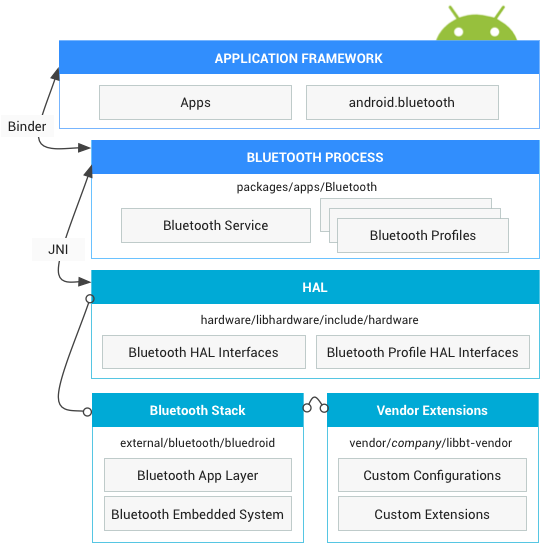 APPLICATION FRAMEWORK
Apps
android.bluetooth
Binder
BLUETOOTH PROCESS
packages/apps/Bluetooth
Bluetooth Service
Bluetooth Profiles
JNI
HAL
hardware/libhardware/include/hardware
Bluetooth HAL Interfaces
Bluetooth Profile HAL Interfaces
Bluetooth Stack
external/bluetooth/bluedroid
Bluetooth App Layer
Bluetooth Embedded System
Vendor Extensions
vendor/company/libbt-vendor
Custom Configurations
Custom Extensions